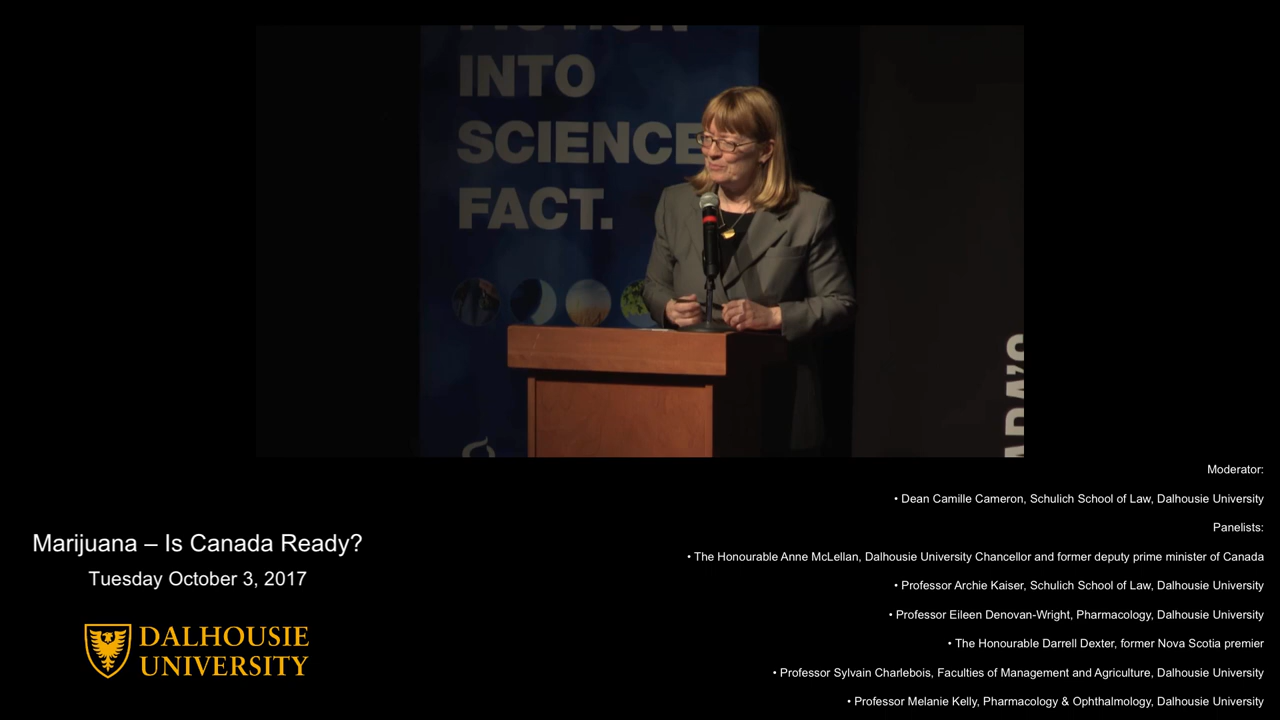 INTO
SCIENCE
FACT.
Moderator:
• Dean Camille Cameron, Schulich School of Law, Dalhousie University
Panelists:
• The Honourable Anne McLellan, Dalhousie University Chancellor and former deputy prime minister of Canada
• Professor Archie Kaiser, Schulich School of Law, Dalhousie University
• Professor Eileen Denovan-Wright, Pharmacology, Dalhousie University
• The Honourable Darrell Dexter, former Nova Scotia premier
• Professor Sylvain Charlebois, Faculties of Management and Agriculture, Dalhousie University
• Professor Melanie Kelly, Pharmacology & Ophthalmology, Dalhousie University
Marijuana – Is Canada Ready?
Tuesday October 3, 2017
DALHOUSIE
UNIVERSITY